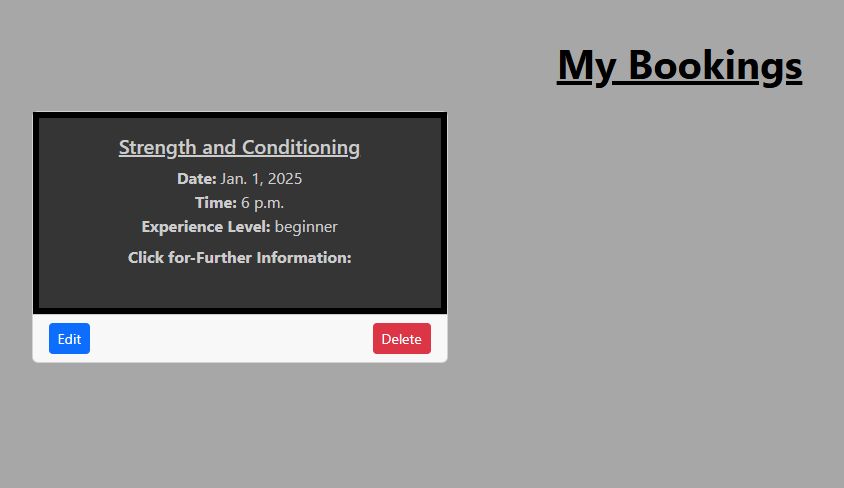 My Bookings
Strength and Conditioning
Date: Jan. 1, 2025
Time: 6 p.m.
Experience Level: beginner
Click for-Further Information:
Edit
Delete